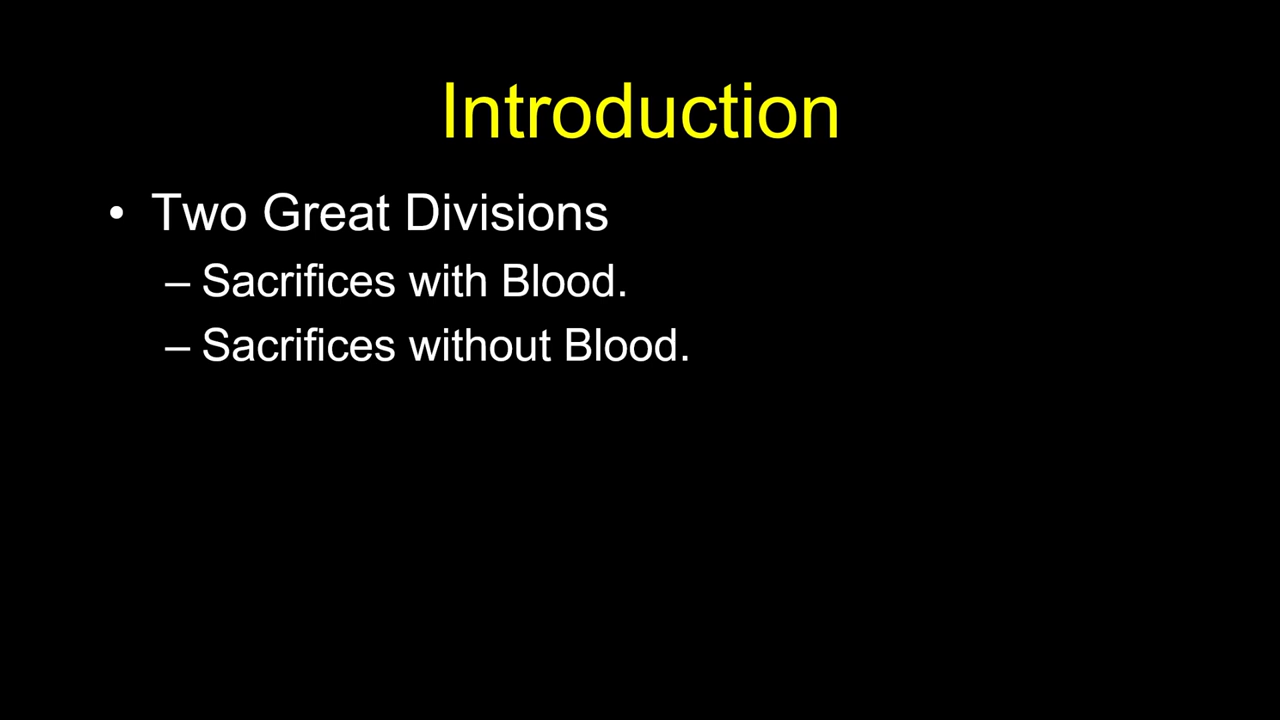 Introduction
• Two Great Divisions
– Sacrifices with Blood.
– Sacrifices without Blood.